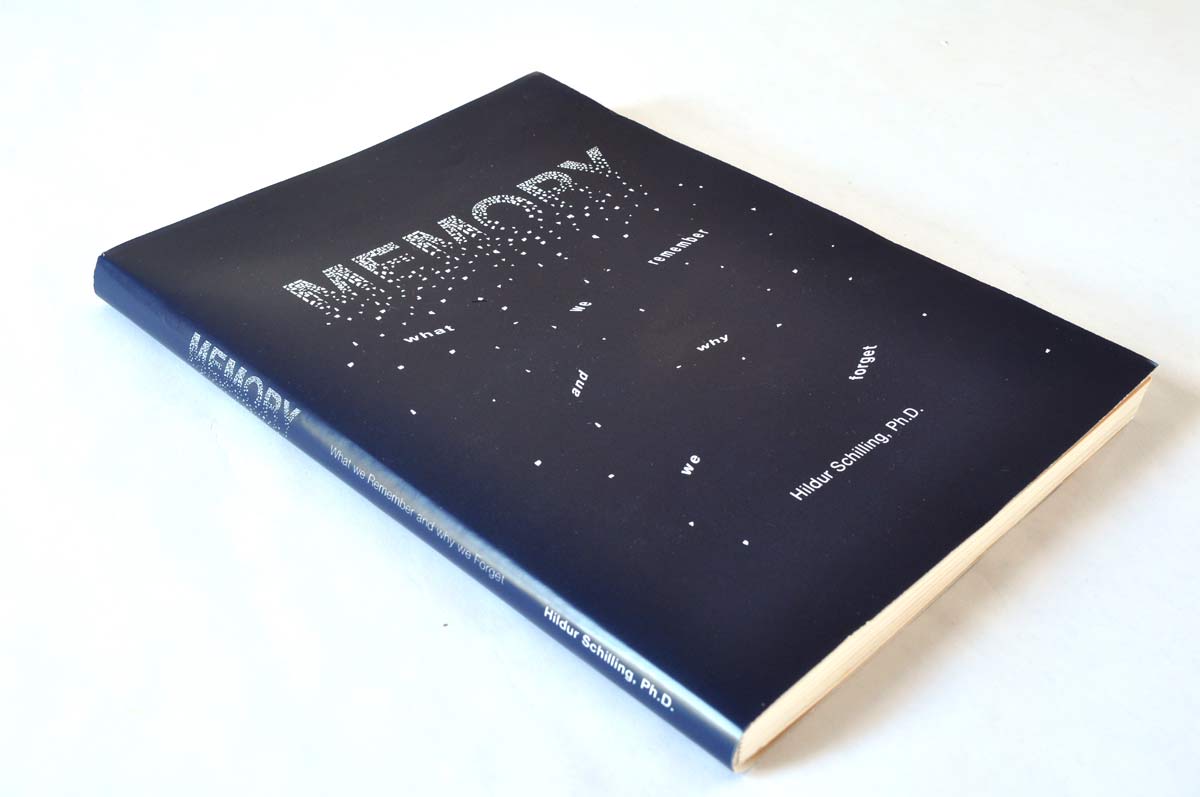 MEMORY
what we remember
and why we forget
Hildur Schilling, Ph.D.
MEMORY What we Remember and why we Forget Hildur Schilling, Ph.D.